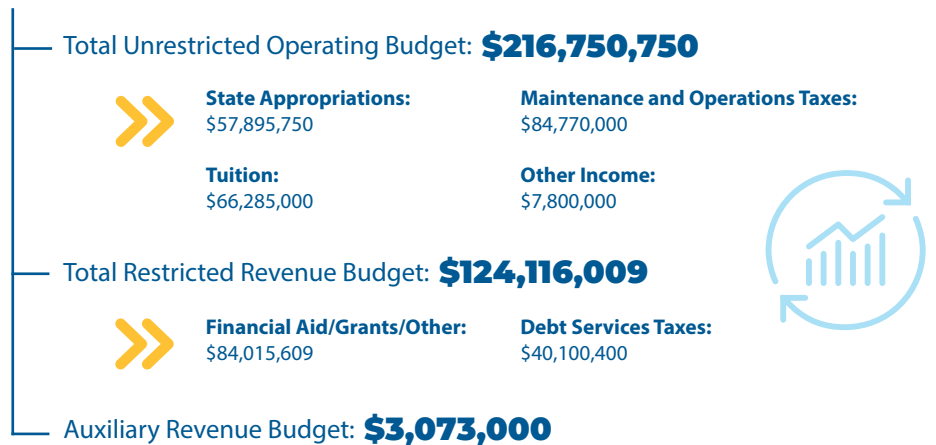 Total Unrestricted Operating Budget: $216,750,750
State Appropriations:
$57,895,750
Maintenance and Operations Taxes:
$84,770,000
Tuition:
$66,285,000
Other Income:
$7,800,000
Total Restricted Revenue Budget: $124,116,009
Financial Aid/Grants/Other:
$84,015,609
Debt Services Taxes:
$40,100,400
Auxiliary Revenue Budget: $3,073,000